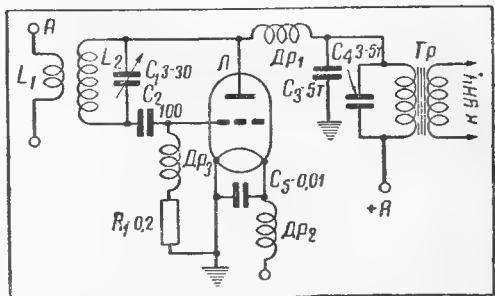 A
L₁
L₂
C₁ 3-30
C₂
100
Л
Др₁
C₃-5т
C₄ 3-5т
Тр
к УНЧ
+А
Др₃
R₁ 0,2
C₅-0,01
Др₂